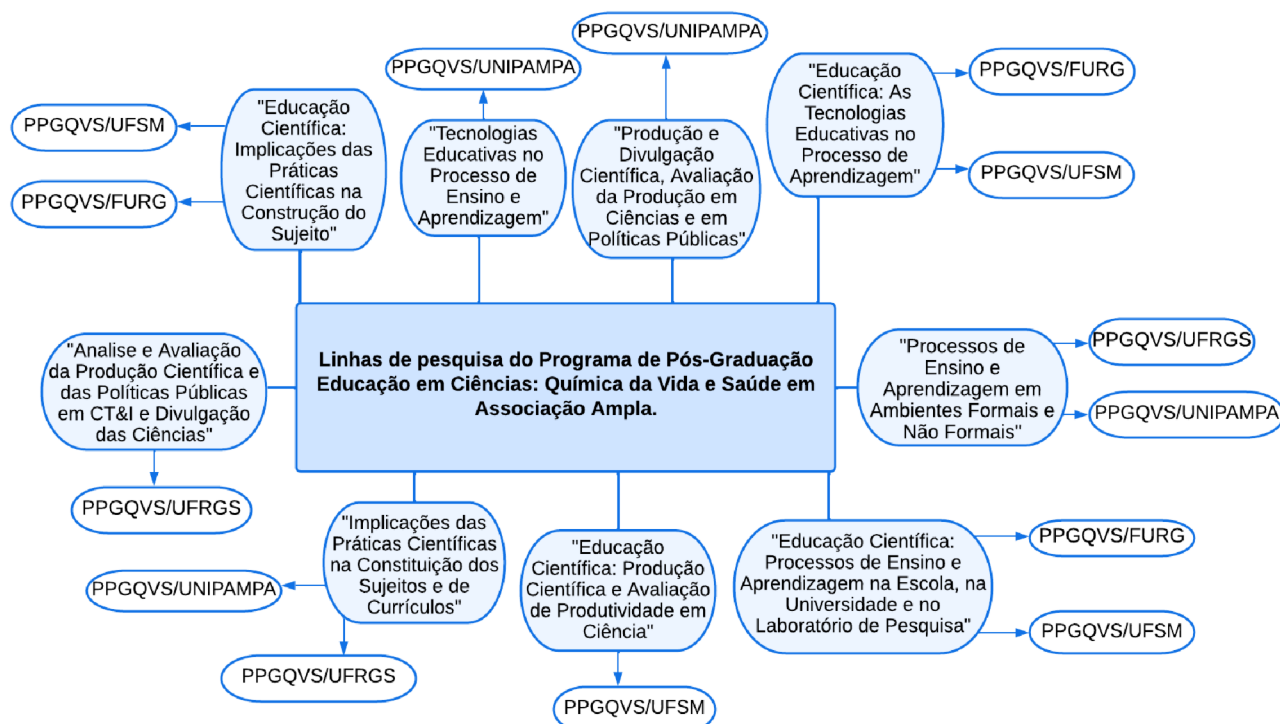 PPGQVS/UNIPAMPA
PPGQVS/UNIPAMPA
"Educação
Científica: As
Tecnologias
Educativas no
Processo de
Aprendizagem"
PPGQVS/FURG
PPGQVS/UFSM
"Educação
Científica:
Implicações das
Práticas
Científicas na
Construção do
Sujeito"
PPGQVS/UFSM
PPGQVS/FURG
"Tecnologias
Educativas no
Processo de
Ensino e
Aprendizagem"
"Produção e
Divulgação
Científica, Avaliação
da Produção em
Ciências e em
Políticas Públicas"
Linhas de pesquisa do Programa de Pós-Graduação
Educação em Ciências: Química da Vida e Saúde em
Associação Ampla.
"Analise e Avaliação
da Produção Científica e
das Políticas Públicas
em CT&I e Divulgação
das Ciências"
PPGQVS/UFRGS
"Processos de
Ensino e
Aprendizagem em
Ambientes Formais e
Não Formais"
PPGQVS/UFRGS
PPGQVS/UNIPAMPA
"Implicações das
Práticas Científicas
na Constituição dos
Sujeitos e de
Currículos"
PPGQVS/UNIPAMPA
PPGQVS/UFRGS
"Educação
Científica: Produção
Científica e Avaliação
de Produtividade em
Ciência"
PPGQVS/UFSM
"Educação Científica:
Processos de Ensino e
Aprendizagem na Escola, na
Universidade e no
Laboratório de Pesquisa"
PPGQVS/FURG
PPGQVS/UFSM